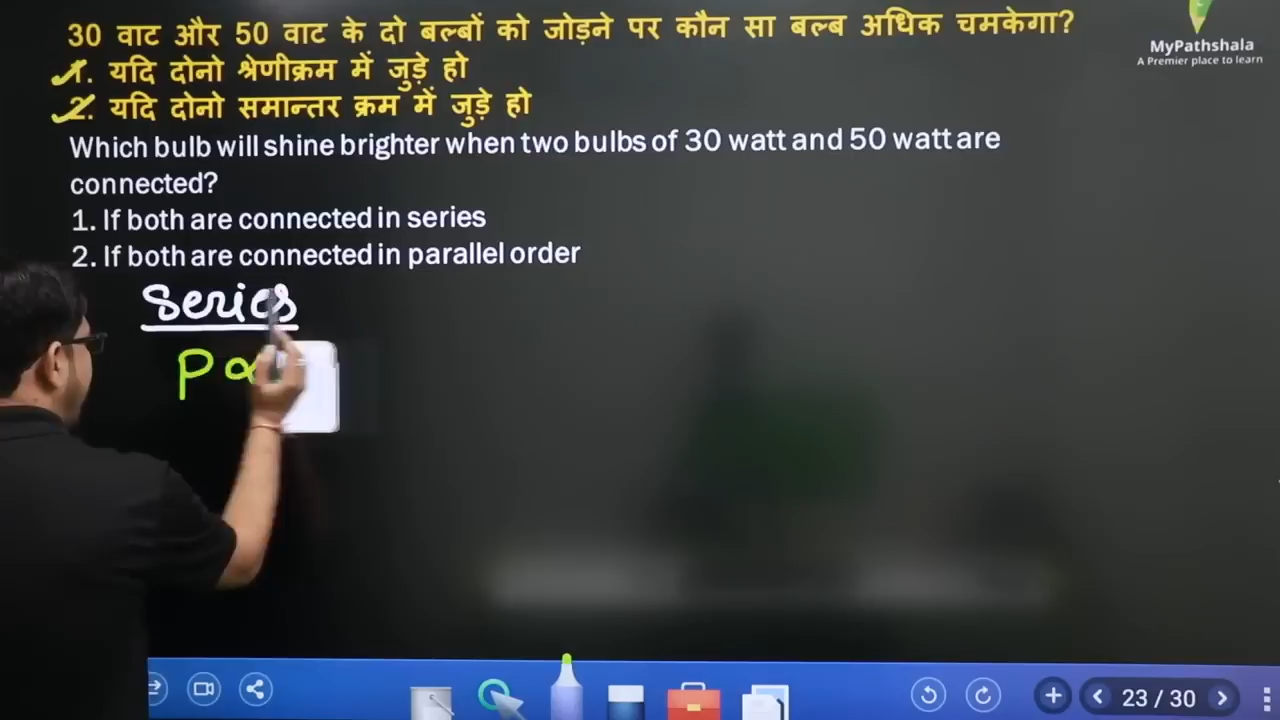 30 वाट और 50 वाट के दो बल्बों को जोड़ने पर कौन सा बल्ब अधिक चमकेगा?
1. यदि दोनो श्रेणीक्रम में जुड़े हो
2. यदि दोनो समान्तर क्रम में जुड़े हो
MyPathshala
A Premier place to learn
Which bulb will shine brighter when two bulbs of 30 watt and 50 watt are
connected?
1. If both are connected in series
2. If both are connected in parallel order
Series
P ∝
23 / 30